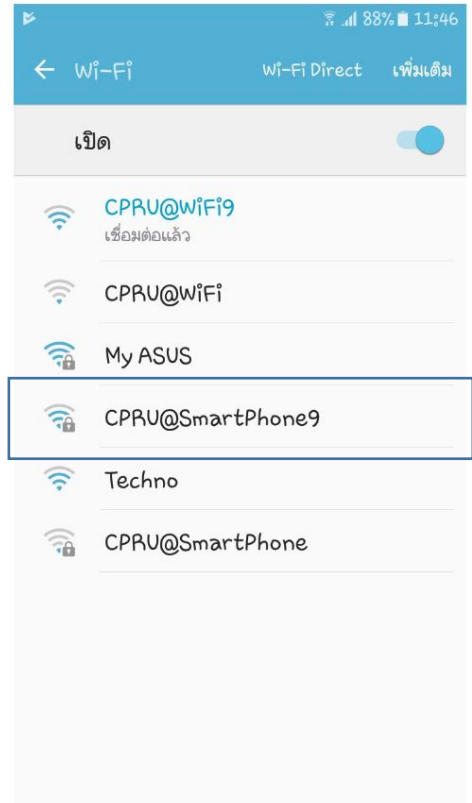 88% 11:46
Wi-Fi Wi-Fi Direct เพิ่มเติม
เปิด
CPRU@WiFi9
เชื่อมต่อแล้ว
CPRU@WiFi
My ASUS
CPRU@SmartPhone9
Techno
CPRU@SmartPhone